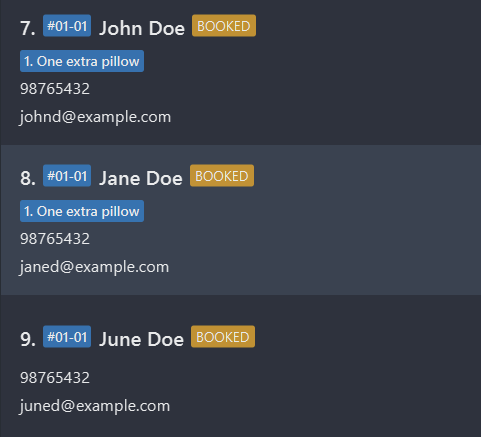 7. #01-01 John Doe BOOKED
1. One extra pillow
98765432
johnd@example.com
8. #01-01 Jane Doe BOOKED
1. One extra pillow
98765432
janed@example.com
9. #01-01 June Doe BOOKED
98765432
juned@example.com